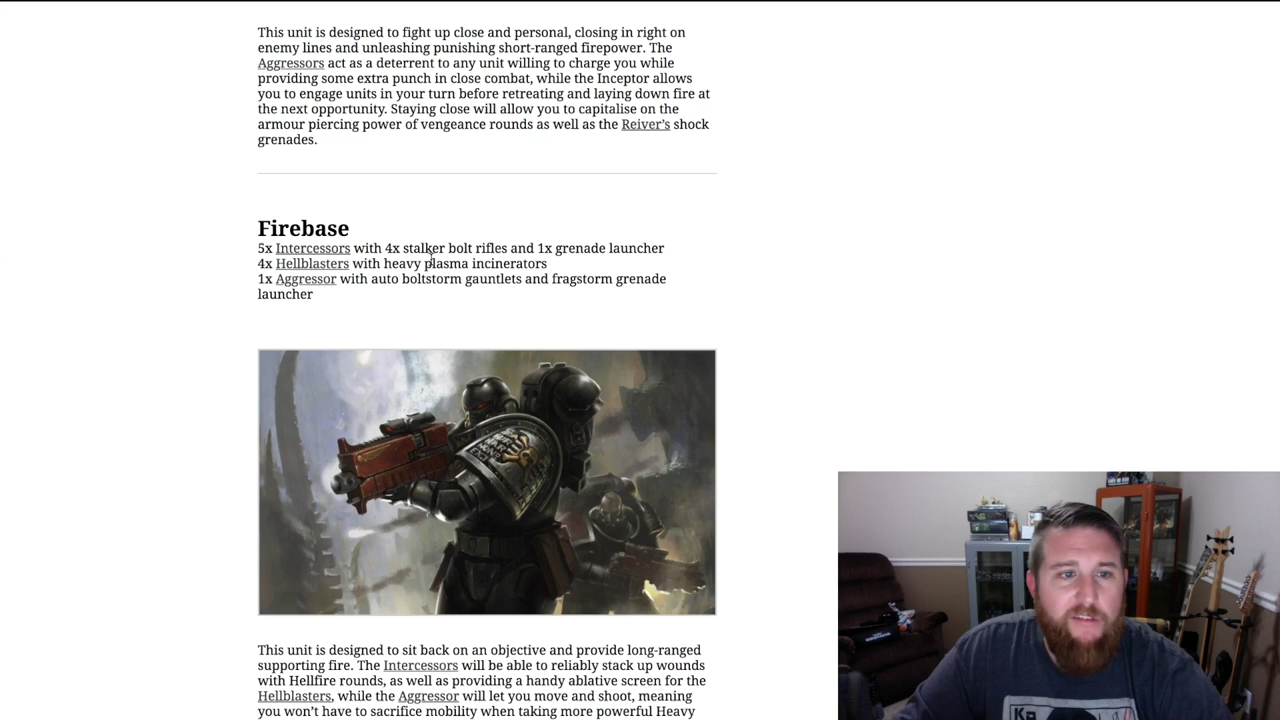 This unit is designed to fight up close and personal, closing in right on
enemy lines and unleashing punishing short-ranged firepower. The
Aggressors act as a deterrent to any unit willing to charge you while
providing some extra punch in close combat, while the Inceptor allows
you to engage units in your turn before retreating and laying down fire at
the next opportunity. Staying close will allow you to capitalise on the
armour piercing power of vengeance rounds as well as the Reiver’s shock
grenades.
Firebase
5x Intercessors with 4x stalker bolt rifles and 1x grenade launcher
4x Hellblasters with heavy plasma incinerators
1x Aggressor with auto boltstorm gauntlets and fragstorm grenade
launcher
This unit is designed to sit back on an objective and provide long-ranged
supporting fire. The Intercessors will be able to reliably stack up wounds
with Hellfire rounds, as well as providing a handy ablative screen for the
Hellblasters, while the Aggressor will let you move and shoot, meaning
you won’t have to sacrifice mobility when taking more powerful Heavy